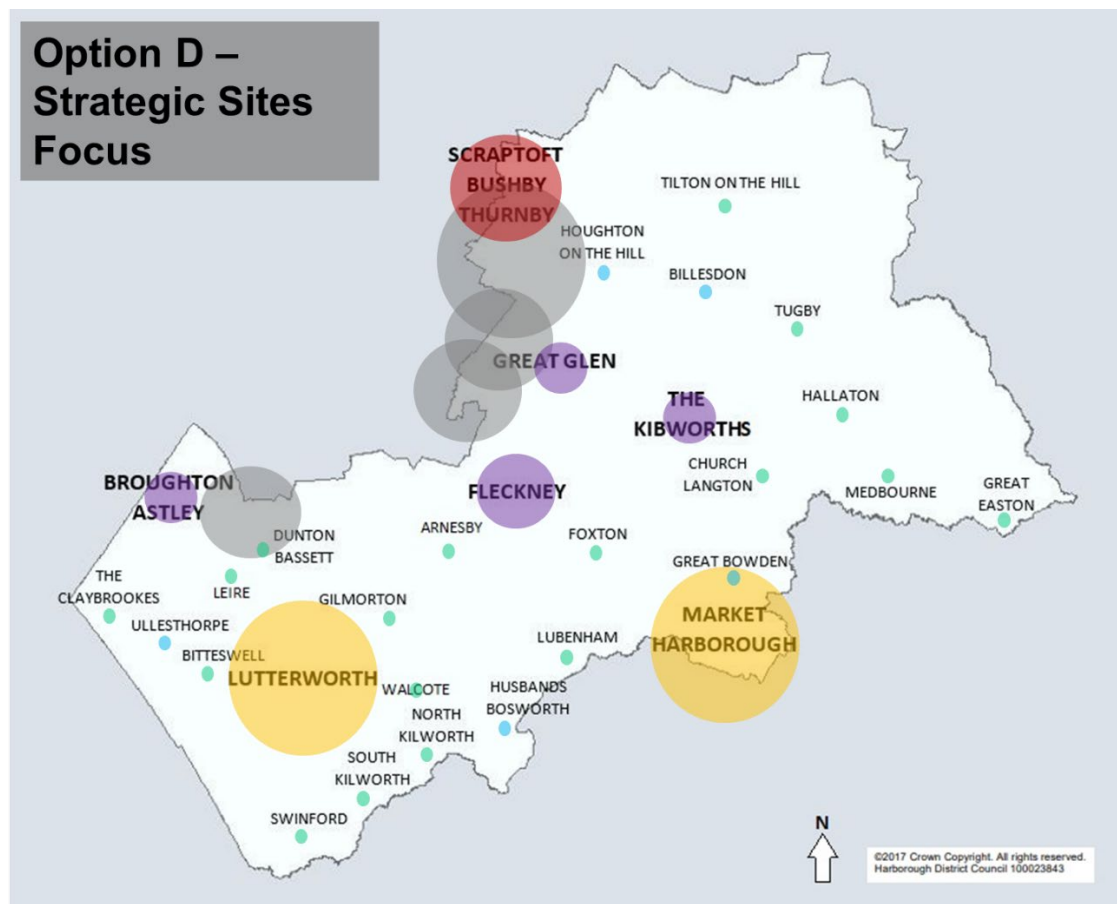 Option D –
Strategic Sites
Focus
SCRAPTOFT
BUSHBY
THURNBY
TILTON ON THE HILL
HOUGHTON
ON THE HILL
BILLESDON
TUGBY
GREAT GLEN
THE
KIBWORTHS
HALLATON
BROUGHTON
ASTLEY
FLECKNEY
CHURCH
LANGTON
MEDBOURNE
GREAT
EASTON
DUNTON
BASSETT
ARNESBY
FOXTON
GREAT BOWDEN
THE
CLAYBROOKES
LEIRE
GILMORTON
MARKET
HARBOROUGH
ULLESTHORPE
BITTESWELL
LUTTERWORTH
LUBENHAM
WALCOTE
HUSBANDS
BOSWORTH
NORTH
KILWORTH
SOUTH
KILWORTH
SWINFORD
N
©2017 Crown Copyright. All rights reserved.
Harborough District Council 100023843